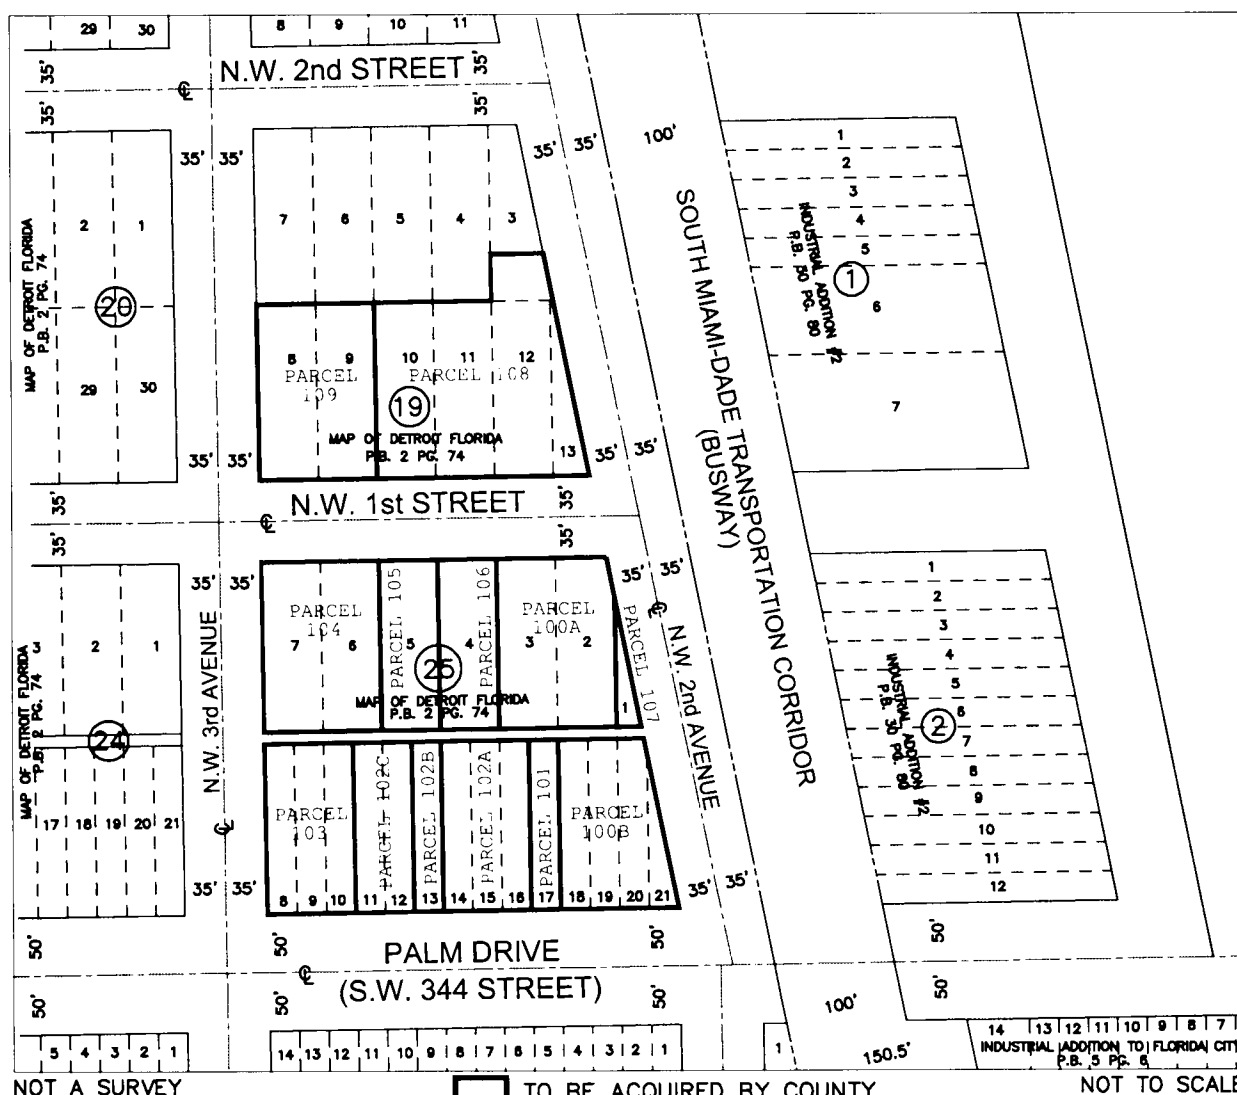 29 30
8 9 10 11
N.W. 2nd STREET
35'
35'
35'
35'
35' 35'
35' 35'
100'
7 6 5 4 3
2 1
29 30
20
MAP OF DETROIT FLORIDA
P.B. 2 PG. 74
8 9 10 11 12
PARCEL
109
PARCEL 108
19
MAP OF DETROIT FLORIDA
P.B. 2 PG. 74
13
35' 35'
35' 35'
SOUTH MIAMI-DADE TRANSPORTATION CORRIDOR
(BUSWAY)
1
2
3
4
5
6
7
1
INDUSTRIAL ADDITION #2
P.B. 50 PG. 80
35'
35'
N.W. 1st STREET
35'
35'
35' 35'
35' 35'
3 2 1
MAP OF DETROIT FLORIDA
P.B. 2 PG. 74
24
17 18 19 20 21
N.W. 3rd AVENUE
PARCEL
104
7 6
PARCEL 105
5
PARCEL 106
4
PARCEL
100A
3 2
PARCEL 107
1
25
MAP OF DETROIT FLORIDA
P.B. 2 PG. 74
N.W. 2nd AVENUE
PARCEL
103
PARCEL 102C
PARCEL 102B
PARCEL 102A
PARCEL 101
PARCEL
100B
8 9 10 11 12 13 14 15 16 17 18 19 20 21
1
2
3
4
5
6
7
8
9
10
11
12
2
INDUSTRIAL ADDITION #2
P.B. 30 PG. 80
35' 35'
35' 35'
50'
50'
50'
50'
PALM DRIVE
(S.W. 344 STREET)
50'
50'
50'
50'
100'
150.5'
5 4 3 2 1
14 13 12 11 10 9 8 7 6 5 4 3 2 1
1
14 13 12 11 10 9 8 7
INDUSTRIAL ADDITION TO FLORIDA CITY
P.B. 5 PG. 6
NOT A SURVEY
TO BE ACQUIRED BY COUNTY
NOT TO SCALE